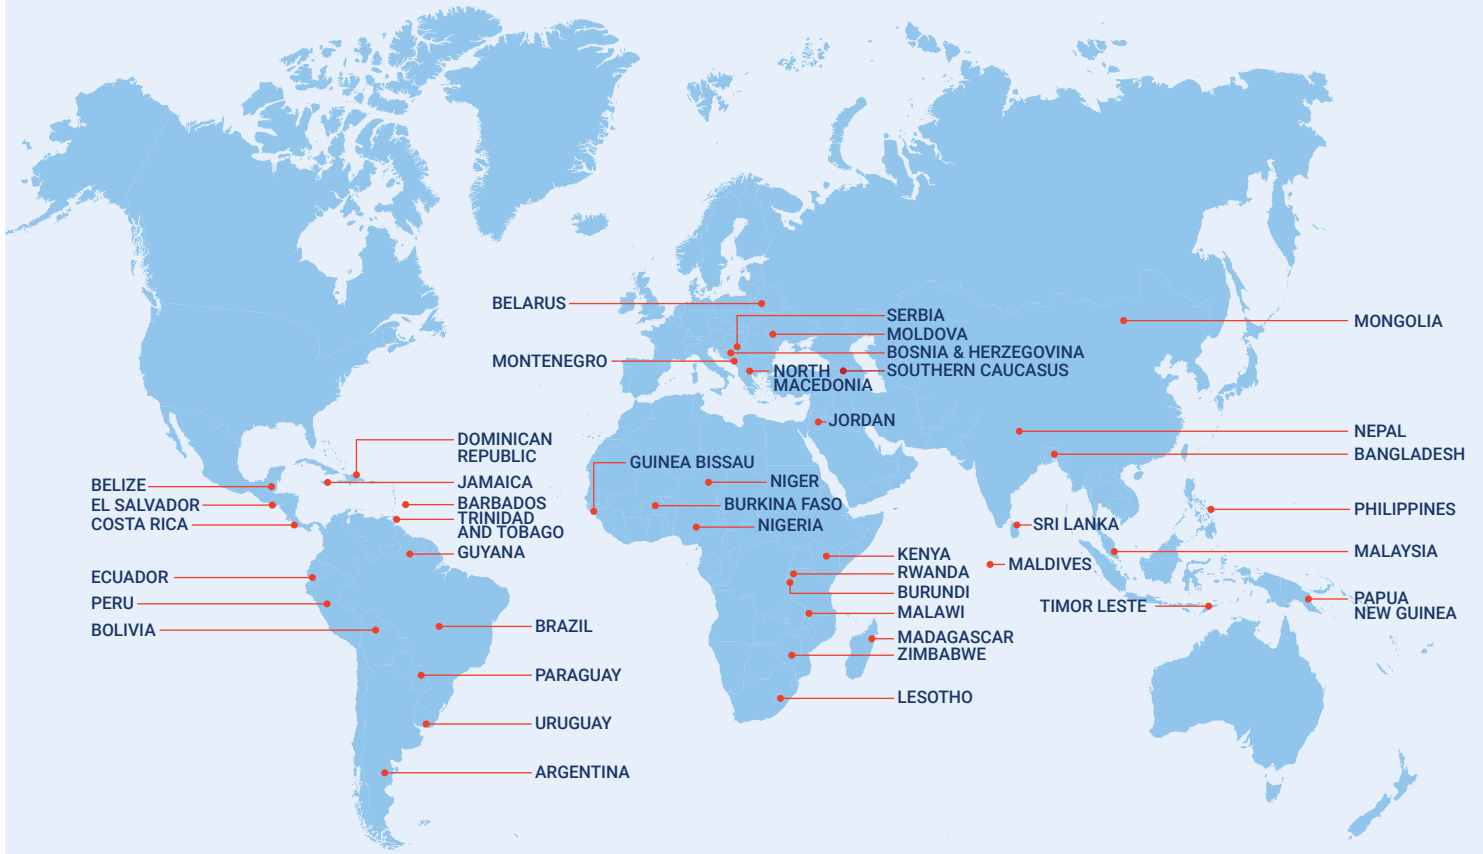 BELARUS
MONTENEGRO
SERBIA
MOLDOVA
BOSNIA & HERZEGOVINA
SOUTHERN CAUCASUS
NORTH
MACEDONIA
JORDAN
MONGOLIA
NEPAL
BANGLADESH
PHILIPPINES
MALAYSIA
PAPUA
NEW GUINEA
SRI LANKA
MALDIVES
TIMOR LESTE
DOMINICAN
REPUBLIC
JAMAICA
BARBADOS
TRINIDAD
AND TOBAGO
GUYANA
BELIZE
EL SALVADOR
COSTA RICA
ECUADOR
PERU
BOLIVIA
BRAZIL
PARAGUAY
URUGUAY
ARGENTINA
GUINEA BISSAU
NIGER
BURKINA FASO
NIGERIA
KENYA
RWANDA
BURUNDI
MALAWI
MADAGASCAR
ZIMBABWE
LESOTHO